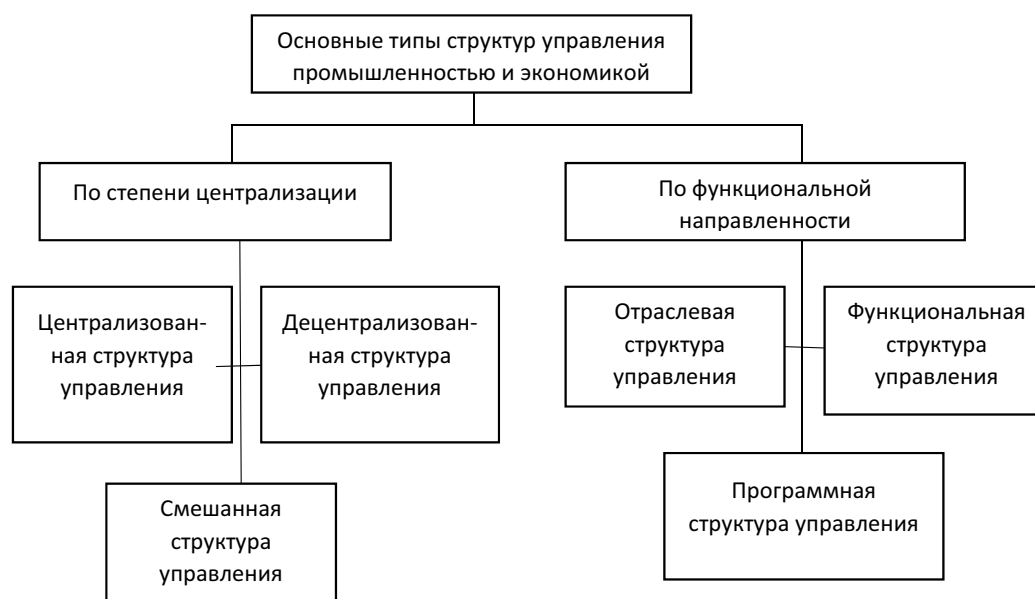 Основные типы структур управления
промышленностью и экономикой
По степени централизации
По функциональной
направленности
Централизован-
ная структура
управления
Децентрализован-
ная структура
управления
Отраслевая
структура
управления
Функциональная
структура
управления
Смешанная
структура
управления
Программная
структура управления